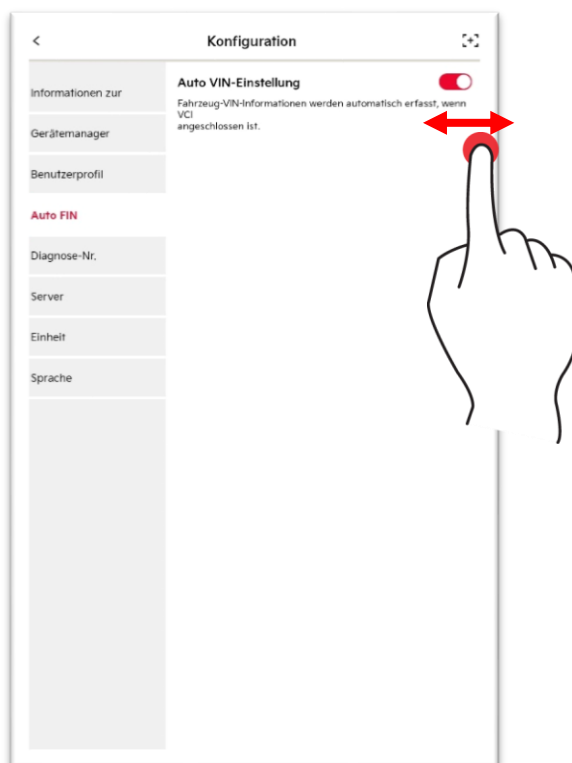 Konfiguration
Informationen zur
Gerätemanager
Benutzerprofil
Auto FIN
Diagnose-Nr.
Server
Einheit
Sprache
Auto VIN-Einstellung
Fahrzeug-VIN-Informationen werden automatisch erfasst, wenn
VCI
angeschlossen ist.